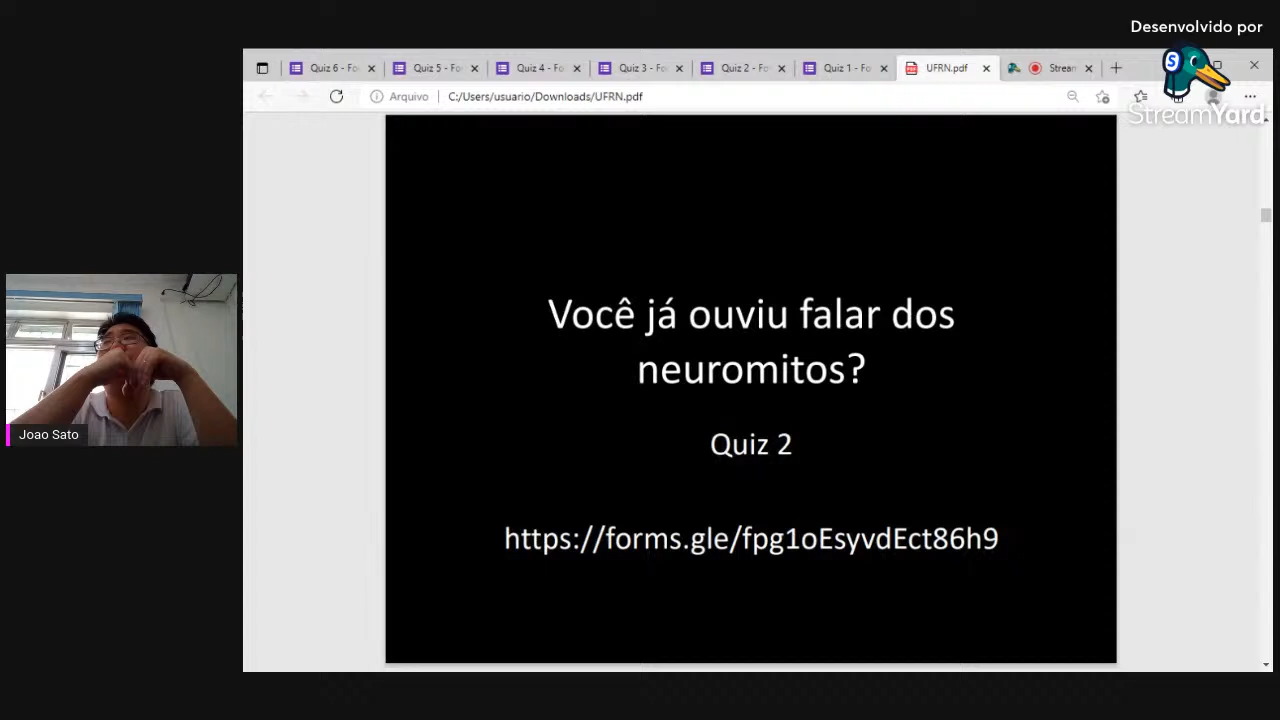 Desenvolvido por
StreamYard
Quiz 6 - Fo
Quiz 5 - Fo
Quiz 4 - Fo
Quiz 3 - Fo
Quiz 2 - Fo
Quiz 1 - Fo
UFRN.pdf
Stream
Arquivo
C:/Users/usuario/Downloads/UFRN.pdf
Você já ouviu falar dos
neuromitos?
Quiz 2
https://forms.gle/fpg1oEsyvdEct86h9
Joao Sato